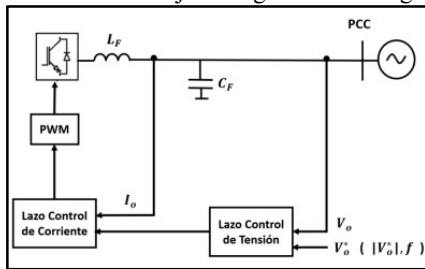 PCC
L_F
C_F
PWM
I_o
Lazo Control
de Corriente
Lazo Control
de Tensión
V_o
V_o^* ( |V_o^*|, f )